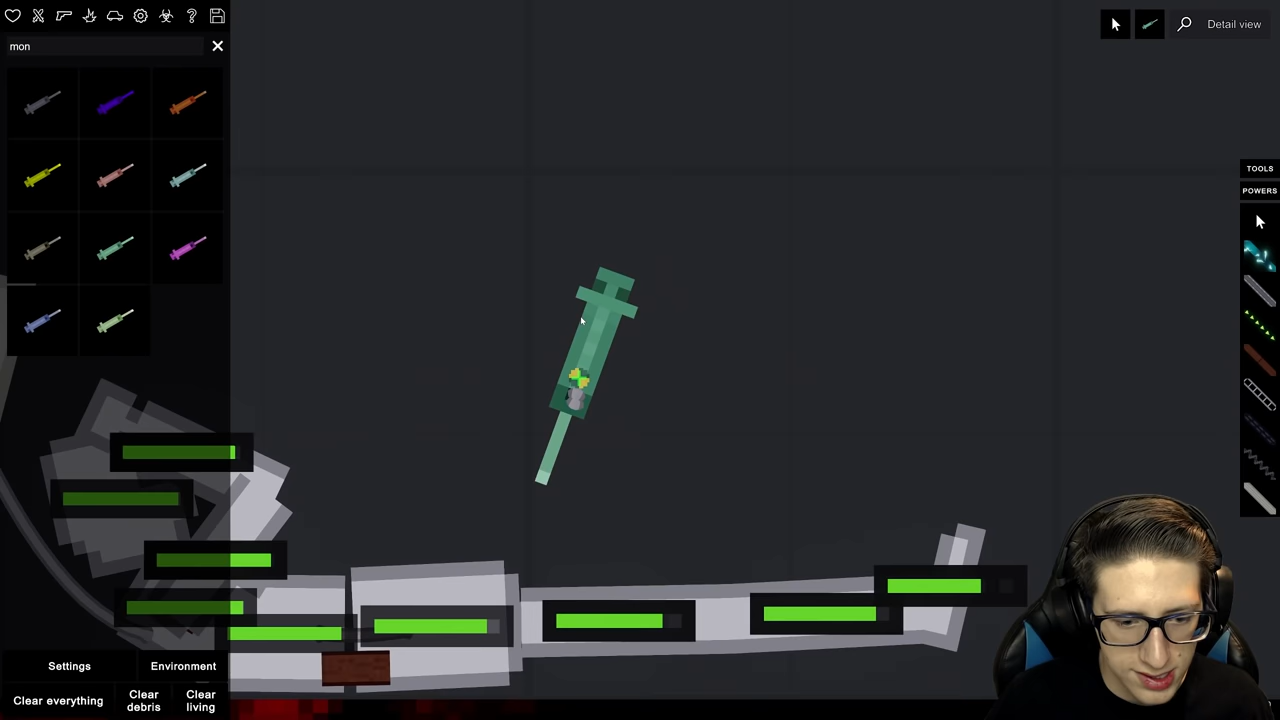 mon
Detail view
TOOLS
POWERS
Settings
Environment
Clear everything
Clear debris
Clear living